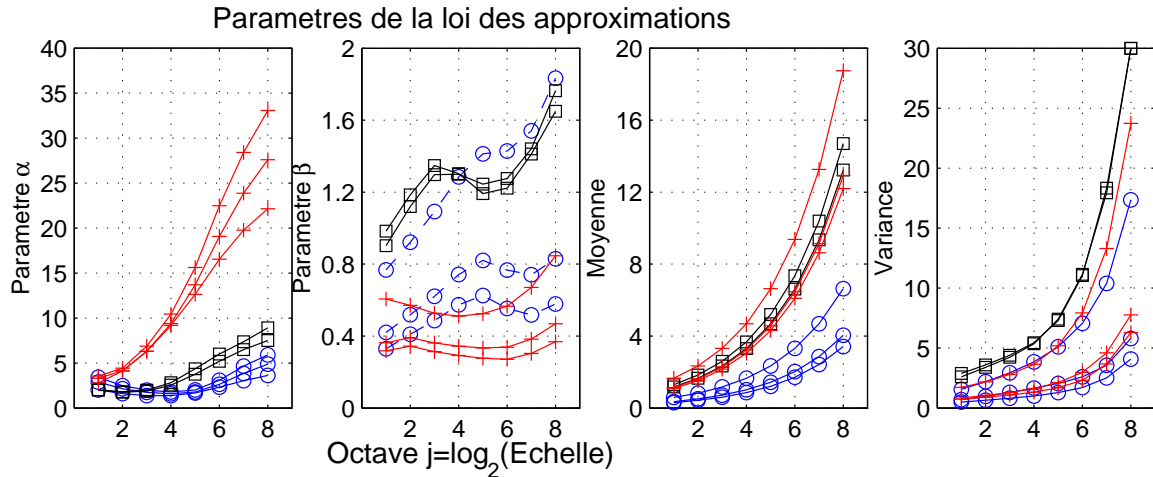 Parametres de la loi des approximations
Parametre α
40
35
30
25
20
15
10
5
0
2 4 6 8
Parametre β
2
1.6
1.2
0.8
0.4
0
2 4 6 8
Moyenne
20
16
12
8
4
0
2 4 6 8
Variance
30
25
20
15
10
5
0
2 4 6 8
Octave j=log2(Echelle)